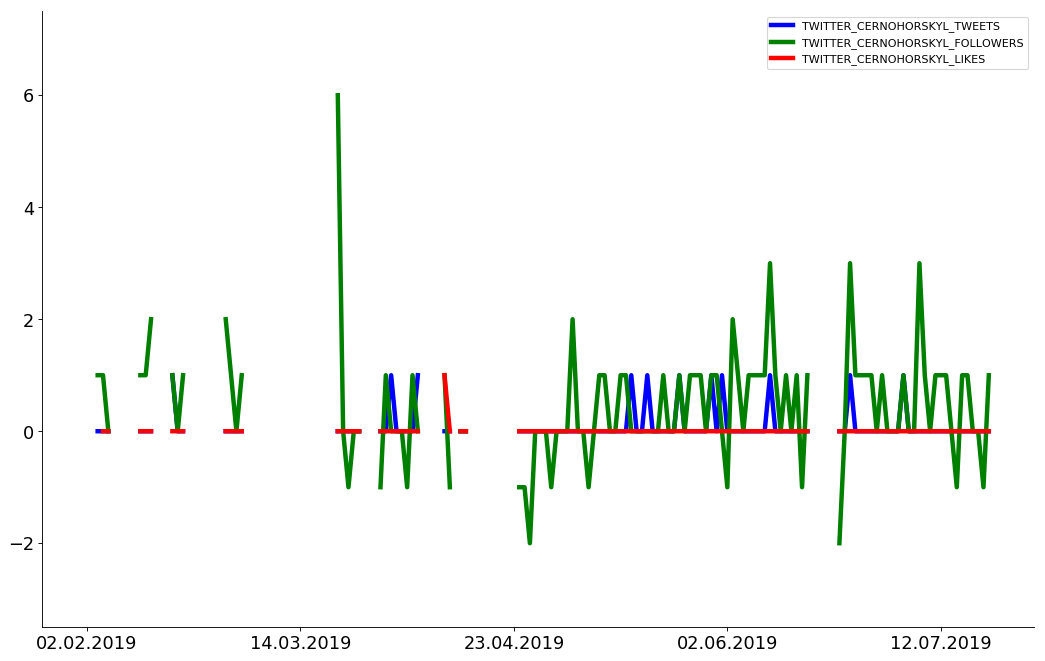 TWITTER_CERNOHORSKYL_TWEETS
TWITTER_CERNOHORSKYL_FOLLOWERS
TWITTER_CERNOHORSKYL_LIKES
6
4
2
0
−2
02.02.2019 14.03.2019 23.04.2019 02.06.2019 12.07.2019